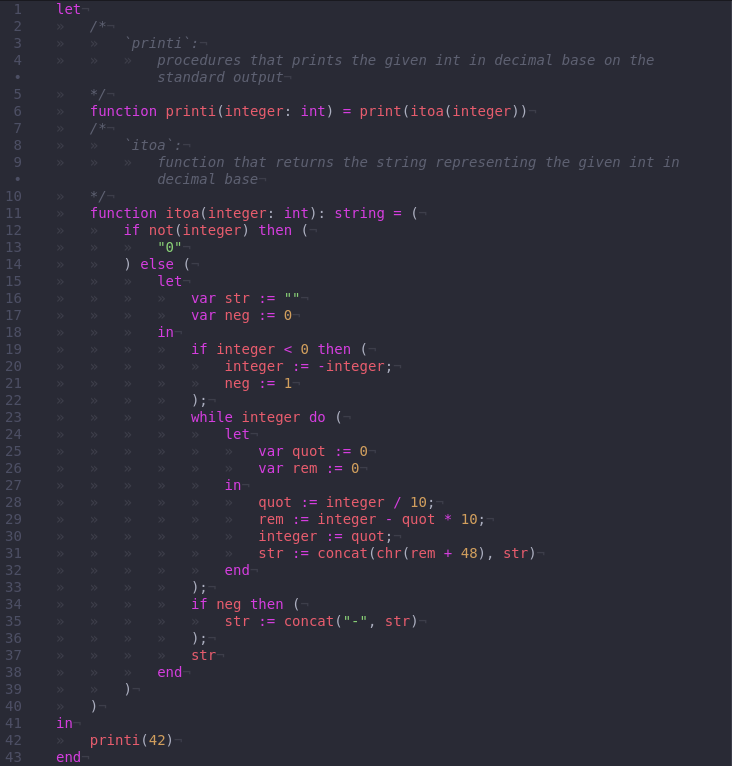 1 let¬
2 » /*¬
3 » » `printi`:¬
4 » » » procedures that prints the given int in decimal base on the
• standard output¬
5 » */¬
6 » function printi(integer: int) = print(itoa(integer))¬
7 » /*¬
8 » » `itoa`:¬
9 » » » function that returns the string representing the given int in
• decimal base¬
10 » */¬
11 » function itoa(integer: int): string = (¬
12 » » if not(integer) then (¬
13 » » » "0"¬
14 » » ) else (¬
15 » » » let¬
16 » » » » var str := ""¬
17 » » » » var neg := 0¬
18 » » » in¬
19 » » » » if integer < 0 then (¬
20 » » » » » integer := -integer;¬
21 » » » » » neg := 1¬
22 » » » » );¬
23 » » » » while integer do (¬
24 » » » » » let¬
25 » » » » » » var quot := 0¬
26 » » » » » » var rem := 0¬
27 » » » » » in¬
28 » » » » » » quot := integer / 10;¬
29 » » » » » » rem := integer - quot * 10;¬
30 » » » » » » integer := quot;¬
31 » » » » » » str := concat(chr(rem + 48), str)¬
32 » » » » » end¬
33 » » » » );¬
34 » » » » if neg then (¬
35 » » » » » str := concat("-", str)¬
36 » » » » );¬
37 » » » » str¬
38 » » » end¬
39 » » )¬
40 » )¬
41 in¬
42 » printi(42)¬
43 end¬